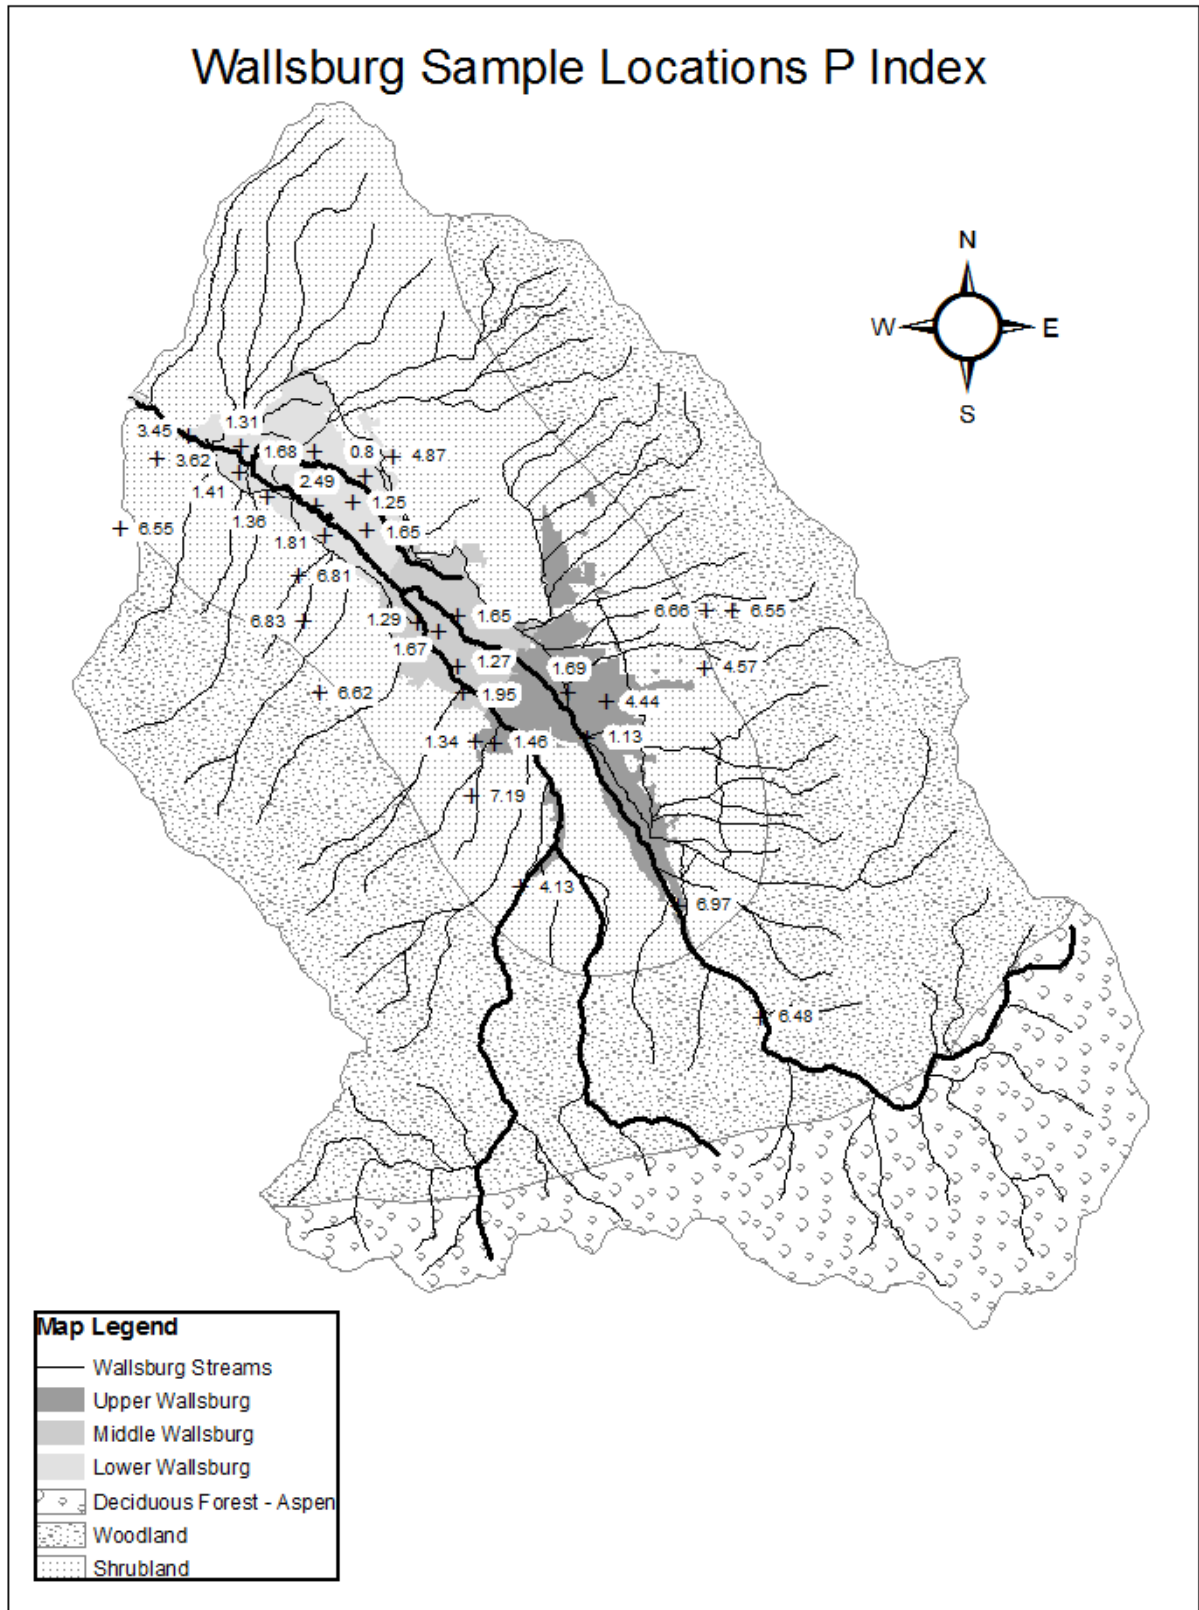 Wallsburg Sample Locations P Index
N
W
E
S
1.31
3.45
1.68
0.8
4.87
3.62
2.49
1.41
1.25
1.36
6.55
1.65
1.81
6.81
6.66
6.55
1.65
6.83
1.29
1.67
1.27
1.69
4.57
6.62
1.95
4.44
1.34
1.46
1.13
7.19
4.13
6.97
6.48
Map Legend
Wallsburg Streams
Upper Wallsburg
Middle Wallsburg
Lower Wallsburg
Deciduous Forest - Aspen
Woodland
Shrubland